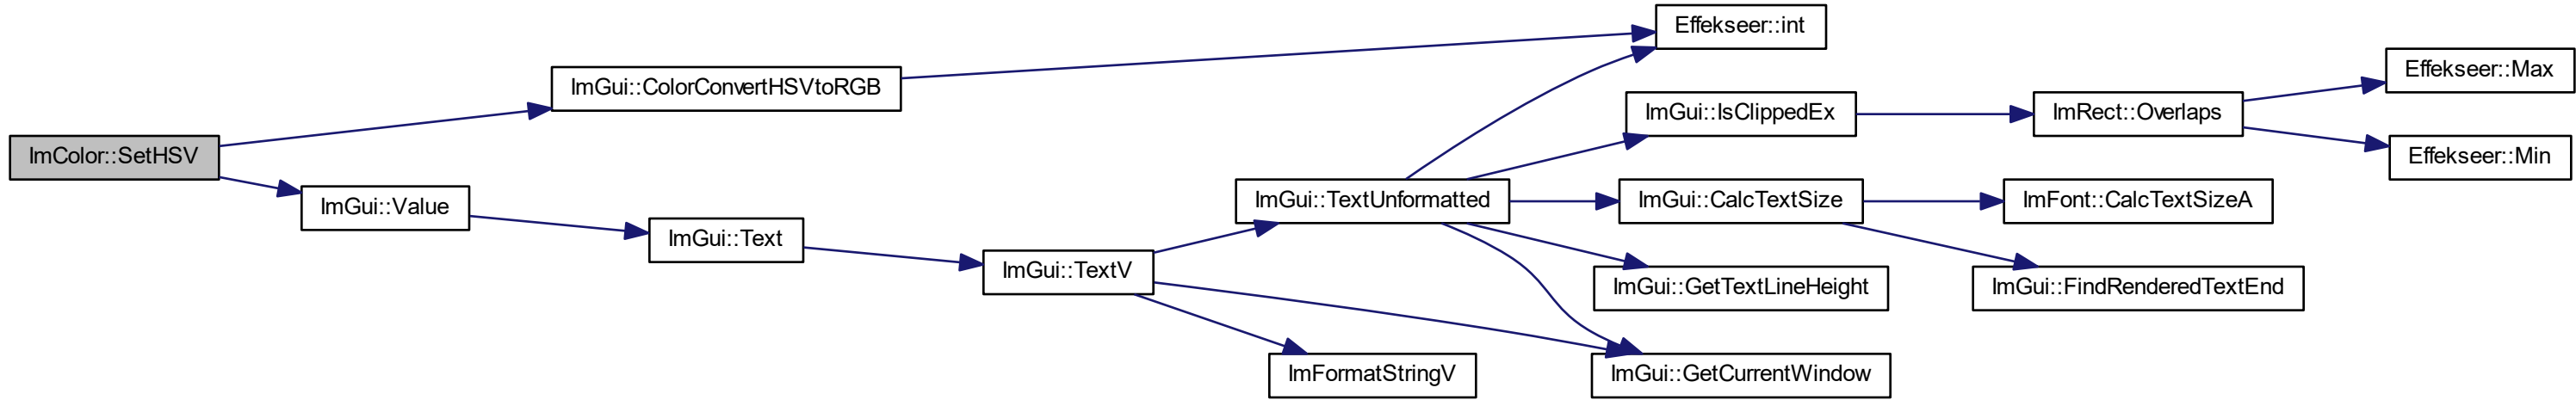 Effekseer::int
Effekseer::Max
ImGui::ColorConvertHSVtoRGB
ImGui::IsClippedEx
ImRect::Overlaps
ImColor::SetHSV
Effekseer::Min
ImGui::Value
ImGui::TextUnformatted
ImGui::CalcTextSize
ImFont::CalcTextSizeA
ImGui::Text
ImGui::TextV
ImGui::GetTextLineHeight
ImGui::FindRenderedTextEnd
ImFormatStringV
ImGui::GetCurrentWindow